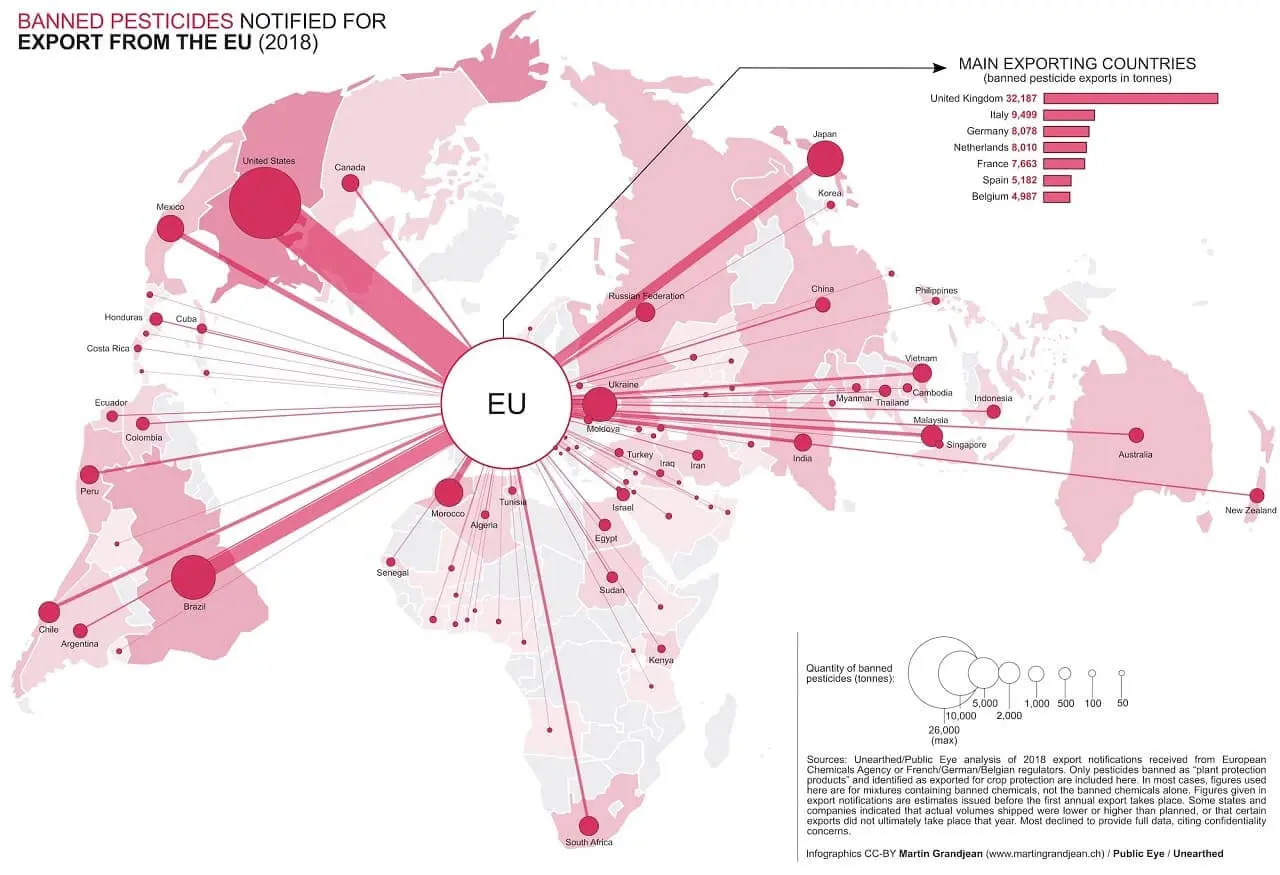 BANNED PESTICIDES NOTIFIED FOR
EXPORT FROM THE EU (2018)
MAIN EXPORTING COUNTRIES
(banned pesticide exports in tonnes)
United Kingdom 32,187
Italy 9,499
Germany 8,078
Netherlands 8,010
France 7,663
Spain 5,182
Belgium 4,987
United States
Canada
Mexico
Japan
Korea
Russian Federation
China
Philippines
Honduras
Cuba
Costa Rica
Vietnam
Ukraine
Myanmar
Thailand
Cambodia
Indonesia
EU
Ecuador
Colombia
Moldova
Malaysia
Singapore
Turkey
Iraq
Iran
India
Australia
Peru
Morocco
Tunisia
Algeria
Israel
New Zealand
Egypt
Senegal
Sudan
Brazil
Chile
Argentina
Kenya
South Africa
Quantity of banned
pesticides (tonnes):
26,000
(max)
10,000
5,000
2,000
1,000
500
100
50
Sources: Unearthed/Public Eye analysis of 2018 export notifications received from European
Chemicals Agency or French/German/Belgian regulators. Only pesticides banned as “plant protection
products” and identified as exported for crop protection are included here. In most cases, figures used
here are for mixtures containing banned chemicals, not the banned chemicals alone. Figures given in
export notifications are estimates issued before the first annual export takes place. Some states and
companies indicated that actual volumes shipped were lower or higher than planned, or that certain
exports did not ultimately take place that year. Most declined to provide full data, citing confidentiality
concerns.
Infographics CC-BY Martin Grandjean (www.martingrandjean.ch) / Public Eye / Unearthed